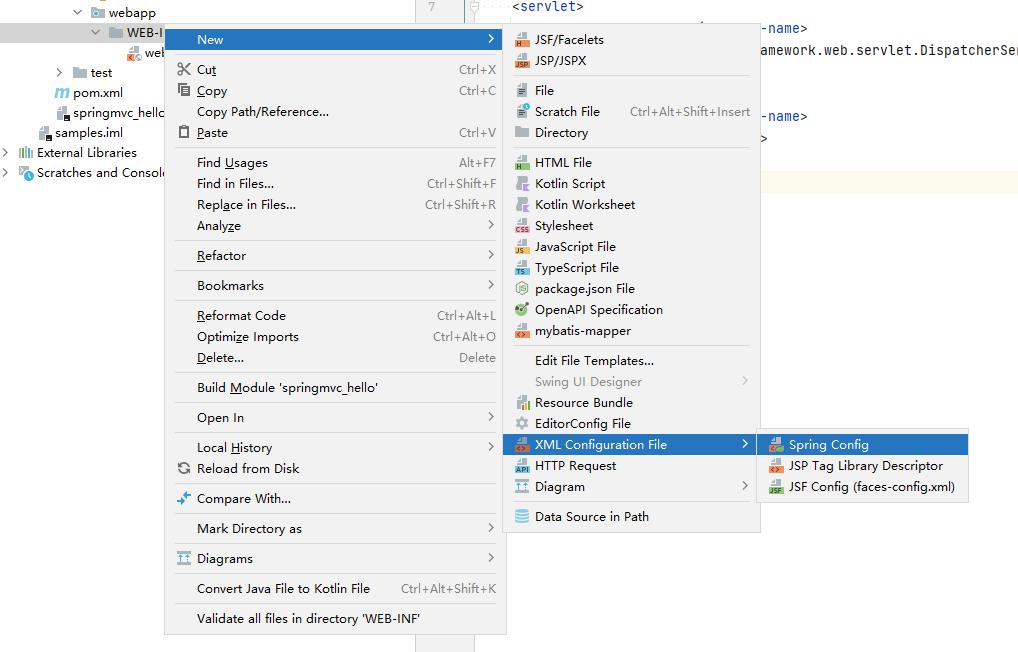 webapp
WEB-I
web
test
pom.xml
springmvc_hello
samples.iml
External Libraries
Scratches and Consol
7
<servlet>
-name>
amework.web.servlet.DispatcherSer
-name>
>
New
Cut Ctrl+X
Copy Ctrl+C
Copy Path/Reference...
Paste Ctrl+V
Find Usages Alt+F7
Find in Files... Ctrl+Shift+F
Replace in Files... Ctrl+Shift+R
Analyze
Refactor
Bookmarks
Reformat Code Ctrl+Alt+L
Optimize Imports Ctrl+Alt+O
Delete... Delete
Build Module 'springmvc_hello'
Open In
Local History
Reload from Disk
Compare With...
Mark Directory as
Diagrams
Convert Java File to Kotlin File Ctrl+Alt+Shift+K
Validate all files in directory 'WEB-INF'
JSF/Facelets
JSP/JSPX
File
Scratch File Ctrl+Alt+Shift+Insert
Directory
HTML File
Kotlin Script
Kotlin Worksheet
Stylesheet
JavaScript File
TypeScript File
package.json File
OpenAPI Specification
mybatis-mapper
Edit File Templates...
Swing UI Designer
Resource Bundle
EditorConfig File
XML Configuration File
HTTP Request
Diagram
Data Source in Path
Spring Config
JSP Tag Library Descriptor
JSF Config (faces-config.xml)